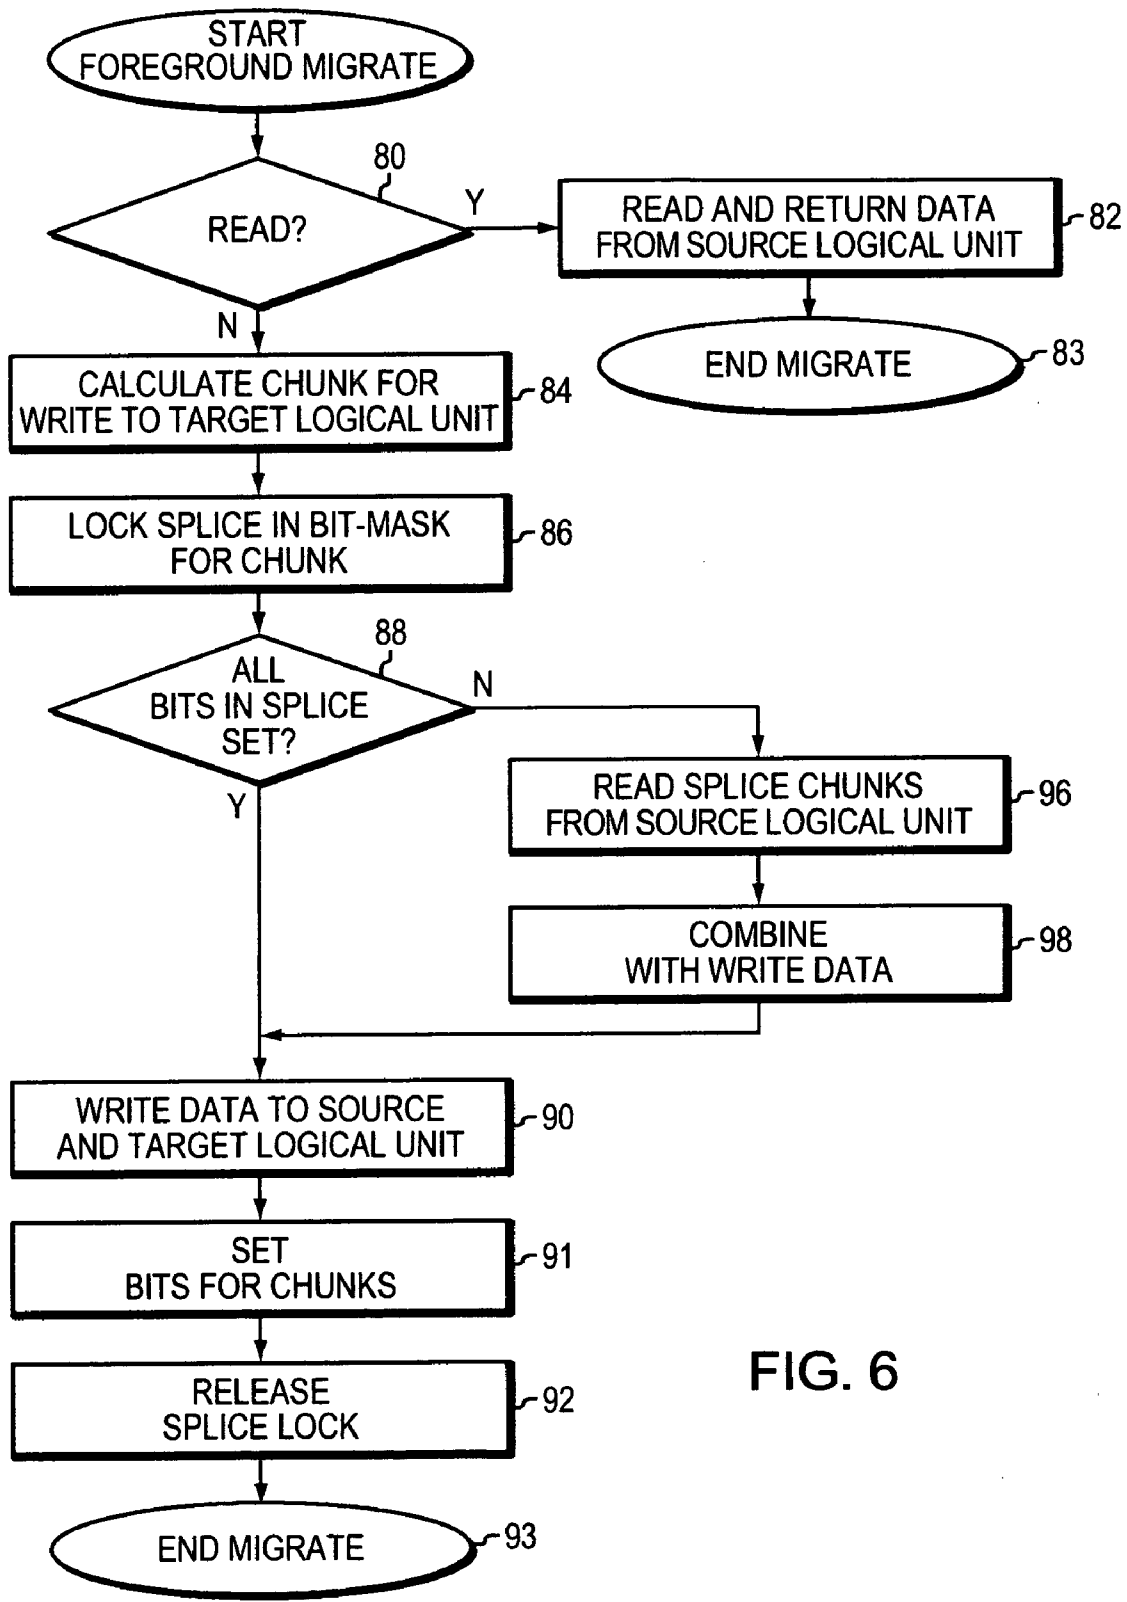 START
FOREGROUND MIGRATE
80
READ?
Y
READ AND RETURN DATA
FROM SOURCE LOGICAL UNIT
82
N
END MIGRATE
83
CALCULATE CHUNK FOR
WRITE TO TARGET LOGICAL UNIT
84
LOCK SPLICE IN BIT-MASK
FOR CHUNK
86
88
ALL
BITS IN SPLICE
SET?
N
Y
READ SPLICE CHUNKS
FROM SOURCE LOGICAL UNIT
96
COMBINE
WITH WRITE DATA
98
WRITE DATA TO SOURCE
AND TARGET LOGICAL UNIT
90
SET
BITS FOR CHUNKS
91
RELEASE
SPLICE LOCK
92
END MIGRATE
93
FIG. 6